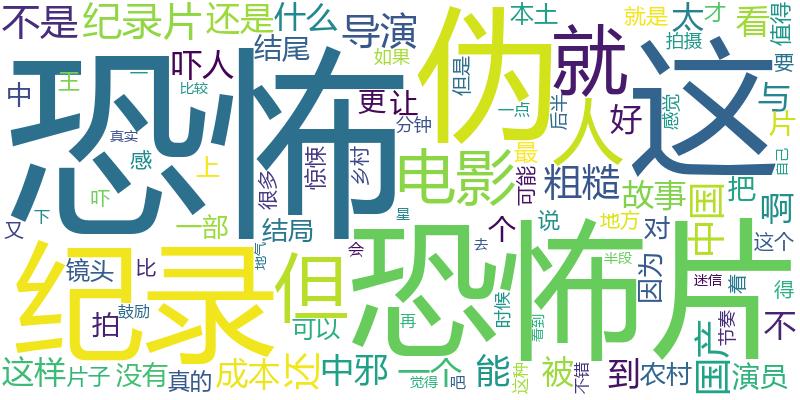 不是
纪录片
还是
什么
导演
伪
就
本土
就是
太
才
看
值得
拍摄
要
结尾
如果
但是
这
吓人
中
王
一
比较
恐怖
更让
分钟
一点
后半
感觉
人
好
与
片
真实
感
上
很多
惊悚
乡村
电影
最
可能
粗糙
故事
中国
把
啊
自己
吓
又
下
一部
结局
星
个
说
地方
对
这个
纪录
地气
会
但
恐怖片
去
半段
因为
迷信
着
得
镜头
比
鼓励
拍
可以
再
时候
看到
节奏
不
这样
片子
没有
真的
成本
还
中邪
一个
觉得
吧
能
这种
被
不错
到
农村
国产
演员